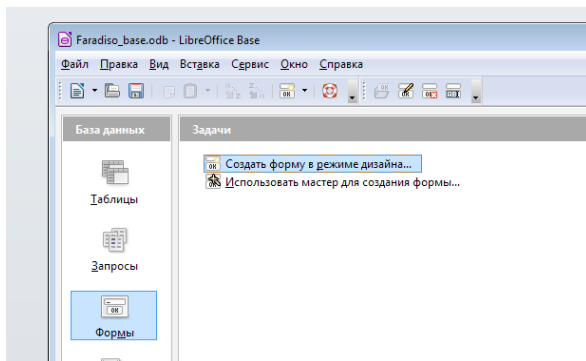 Faradiso_base.odb - LibreOffice Base
Файл Правка Вид Вставка Сервис Окно Справка
База данных
Задачи
Создать форму в режиме дизайна...
Использовать мастер для создания формы...
Таблицы
Запросы
Формы